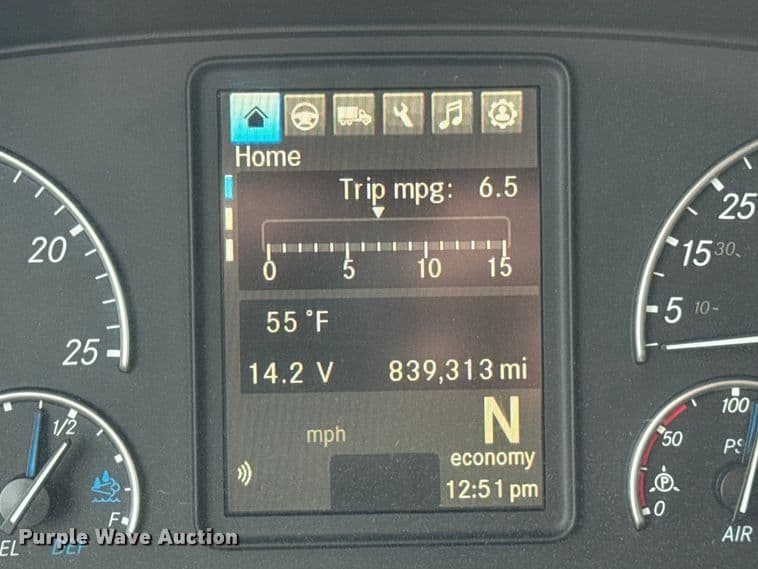 Home
Trip mpg: 6.5
0 5 10 15
55 °F
14.2 V 839,313 mi
mph
N
economy
12:51 pm
20
25
1/2
F
DEF
25
15 30
5 10
100
50
0
AIR
Purple Wave Auction